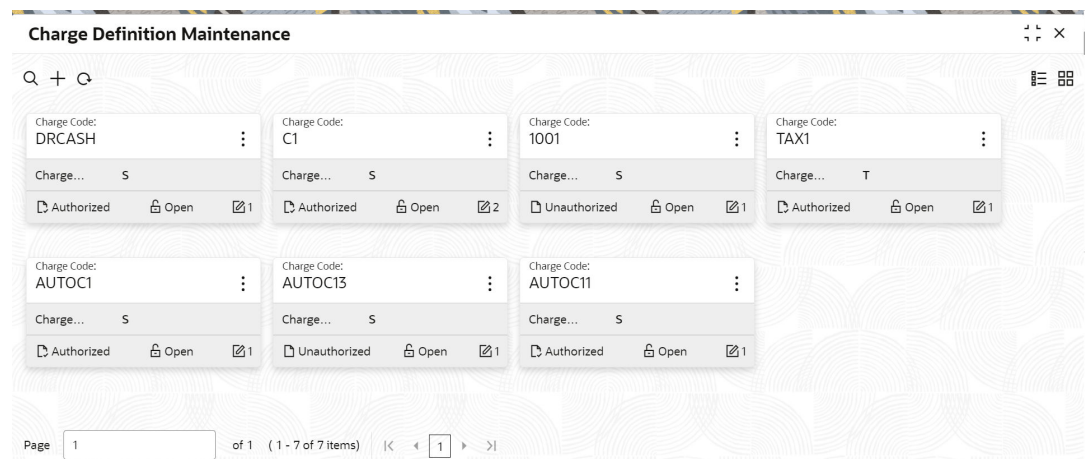 Charge Definition Maintenance
Charge Code: Charge Code: Charge Code: Charge Code:
DRCASH C1 1001 TAX1
Charge... S Charge... S Charge... S Charge... T
Authorized Open 1 Authorized Open 2 Unauthorized Open 1 Authorized Open 1
Charge Code: Charge Code: Charge Code:
AUTOC1 AUTOC13 AUTOC11
Charge... S Charge... S Charge... S
Authorized Open 1 Unauthorized Open 1 Authorized Open 1
Page 1 of 1 (1 - 7 of 7 items) 1